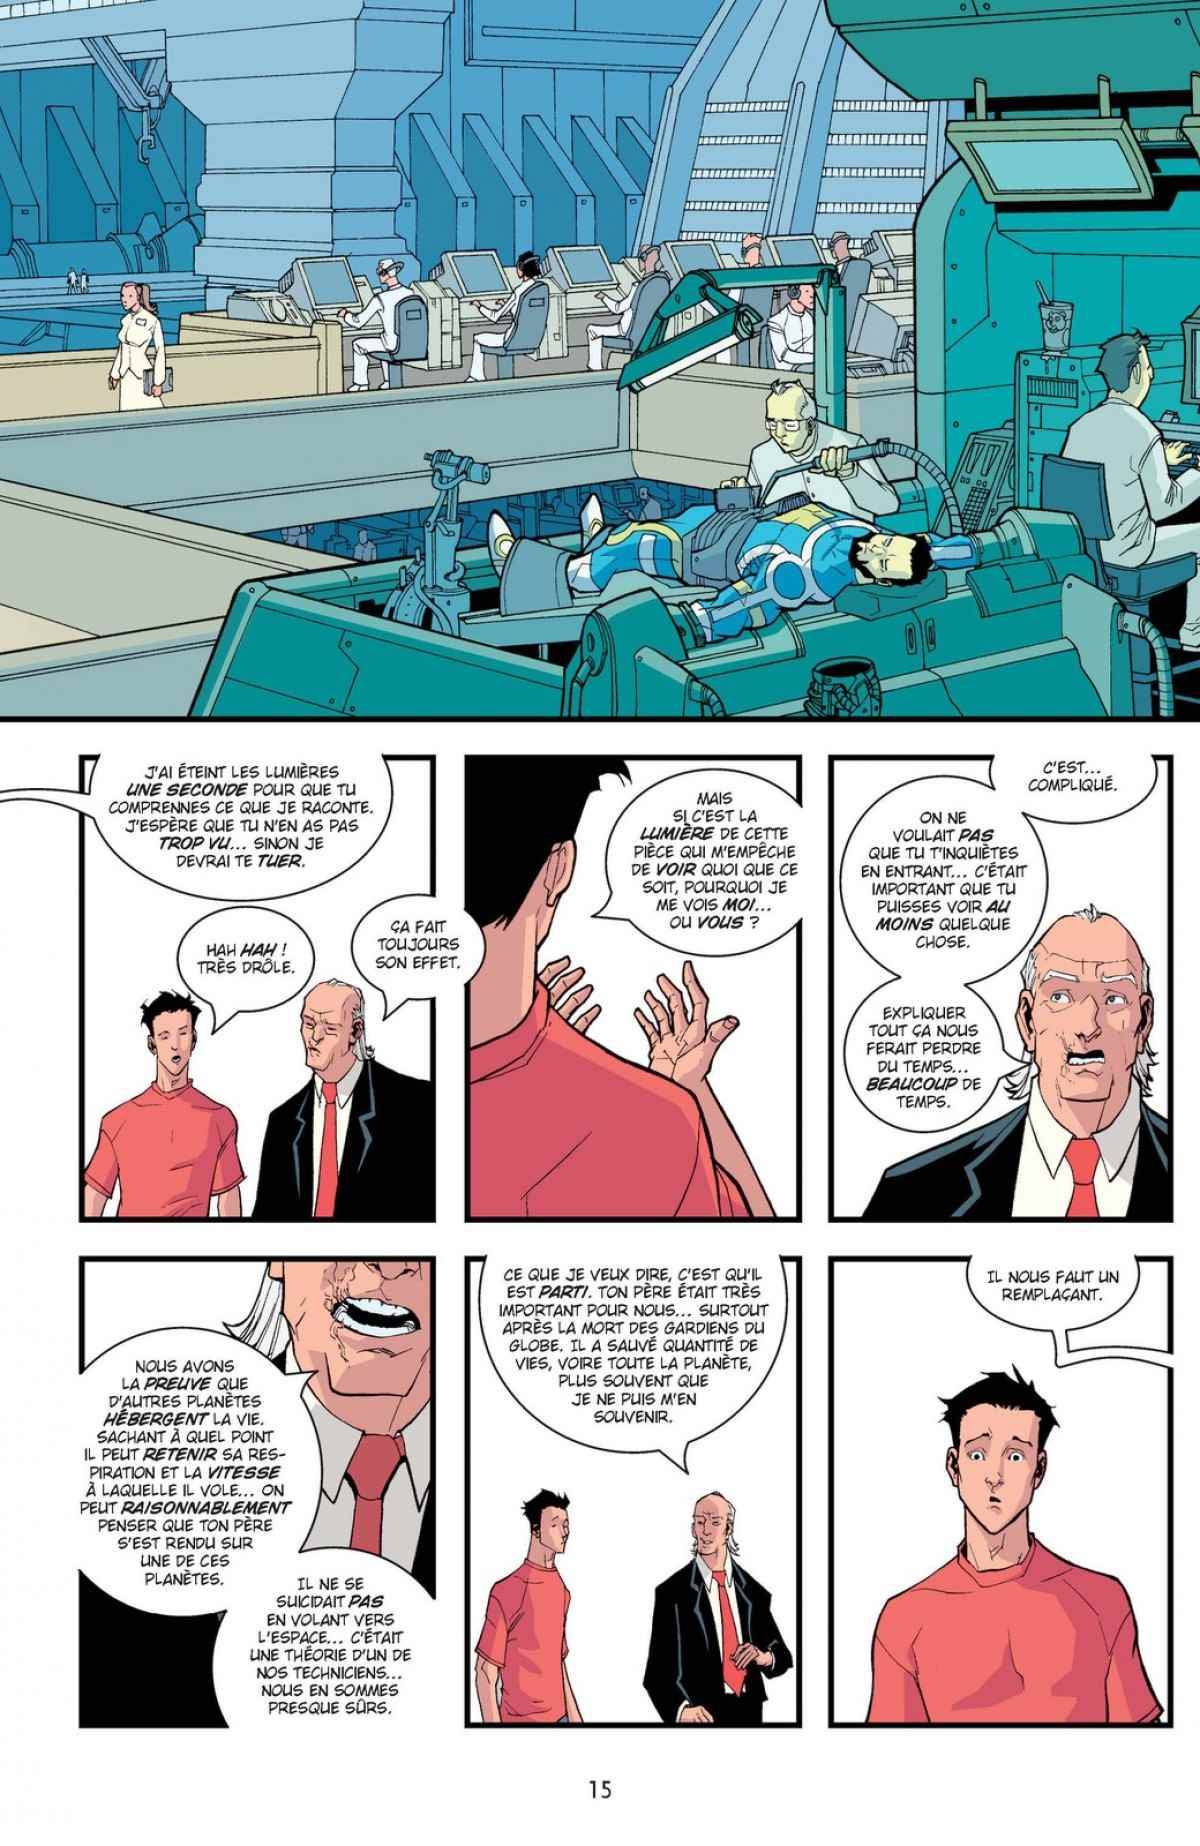 J'AI ÉTEINT LES LUMIÈRES
UNE SECONDE POUR QUE TU
COMPRENNES CE QUE JE RACONTE.
J'ESPÈRE QUE TU N'EN AS PAS
TROP VU... SINON JE
DEVRAI TE TUER.
HAH HAH !
TRÈS DRÔLE.
ÇA FAIT
TOUJOURS
SON EFFET.
MAIS
SI C'EST LA
LUMIÈRE DE CETTE
PIÈCE QUI M'EMPÊCHE
DE VOIR QUOI QUE CE
SOIT, POURQUOI JE
ME VOIS MOI...
OU VOUS ?
C'EST...
COMPLIQUÉ.
ON NE
VOULAIT PAS
QUE TU T'INQUIÈTES
EN ENTRANT... C'ÉTAIT
IMPORTANT QUE TU
PUISSES VOIR AU
MOINS QUELQUE
CHOSE.
EXPLIQUER
TOUT ÇA NOUS
FERAIT PERDRE
DU TEMPS...
BEAUCOUP DE
TEMPS.
NOUS AVONS
LA PREUVE QUE
D'AUTRES PLANÈTES
HÉBERGENT LA VIE.
SACHANT À QUEL POINT
IL PEUT RETENIR SA RES-
PIRATION ET LA VITESSE
À LAQUELLE IL VOLE... ON
PEUT RAISONNABLEMENT
PENSER QUE TON PÈRE
S'EST RENDU SUR
UNE DE CES
PLANÈTES.
IL NE SE
SUICIDAIT PAS
EN VOLANT VERS
L'ESPACE... C'ÉTAIT
UNE THÉORIE D'UN DE
NOS TECHNICIENS...
NOUS EN SOMMES
PRESQUE SÛRS.
CE QUE JE VEUX DIRE, C'EST QU'IL
EST PARTI. TON PÈRE ÉTAIT TRÈS
IMPORTANT POUR NOUS... SURTOUT
APRÈS LA MORT DES GARDIENS DU
GLOBE. IL A SAUVÉ QUANTITÉ DE
VIES, VOIRE TOUTE LA PLANÈTE,
PLUS SOUVENT QUE
JE NE PUIS M'EN
SOUVENIR.
IL NOUS FAUT UN
REMPLAÇANT.
15